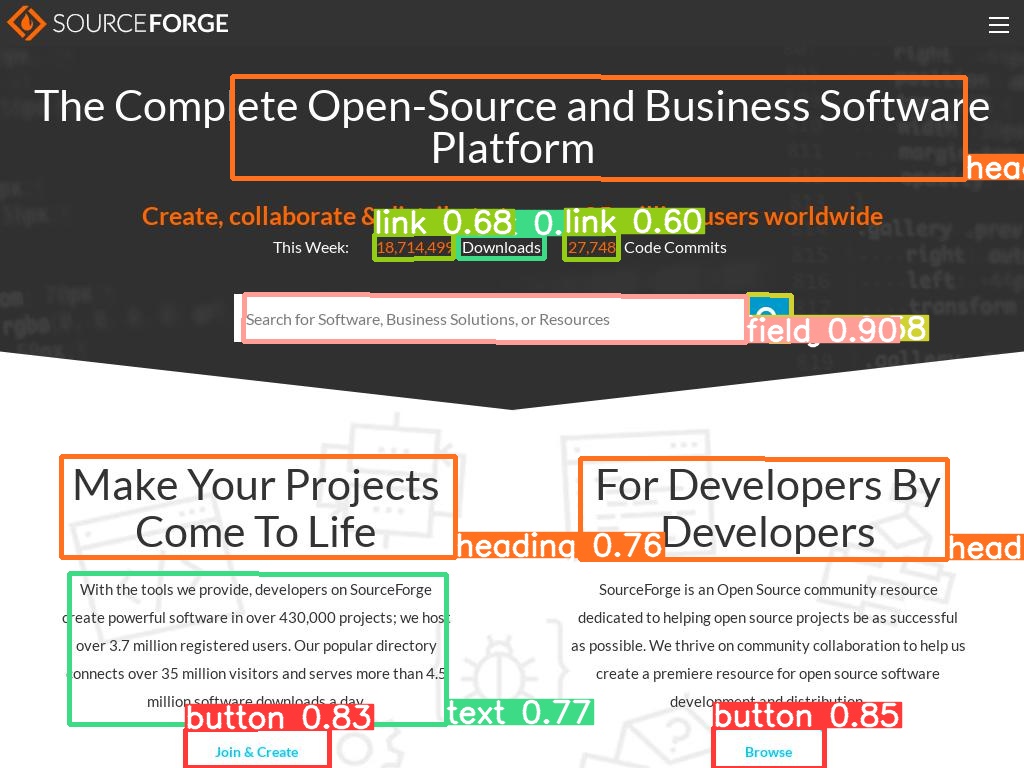 SOURCEFORGE
The Complete Open-Source and Business Software
Platform
head
Create, collaborate & users worldwide
link 0.68 0. link 0.60
This Week: 18,714,499 Downloads 27,748 Code Commits
Search for Software, Business Solutions, or Resources
field 0.90 8
Make Your Projects
Come To Life
heading 0.76
For Developers By
Developers
head
With the tools we provide, developers on SourceForge
create powerful software in over 430,000 projects; we host
over 3.7 million registered users. Our popular directory
connects over 35 million visitors and serves more than 4.5
million software downloads a day.
text 0.77
button 0.83
Join & Create
SourceForge is an Open Source community resource
dedicated to helping open source projects be as successful
as possible. We thrive on community collaboration to help us
create a premiere resource for open source software
development and distribution.
button 0.85
Browse